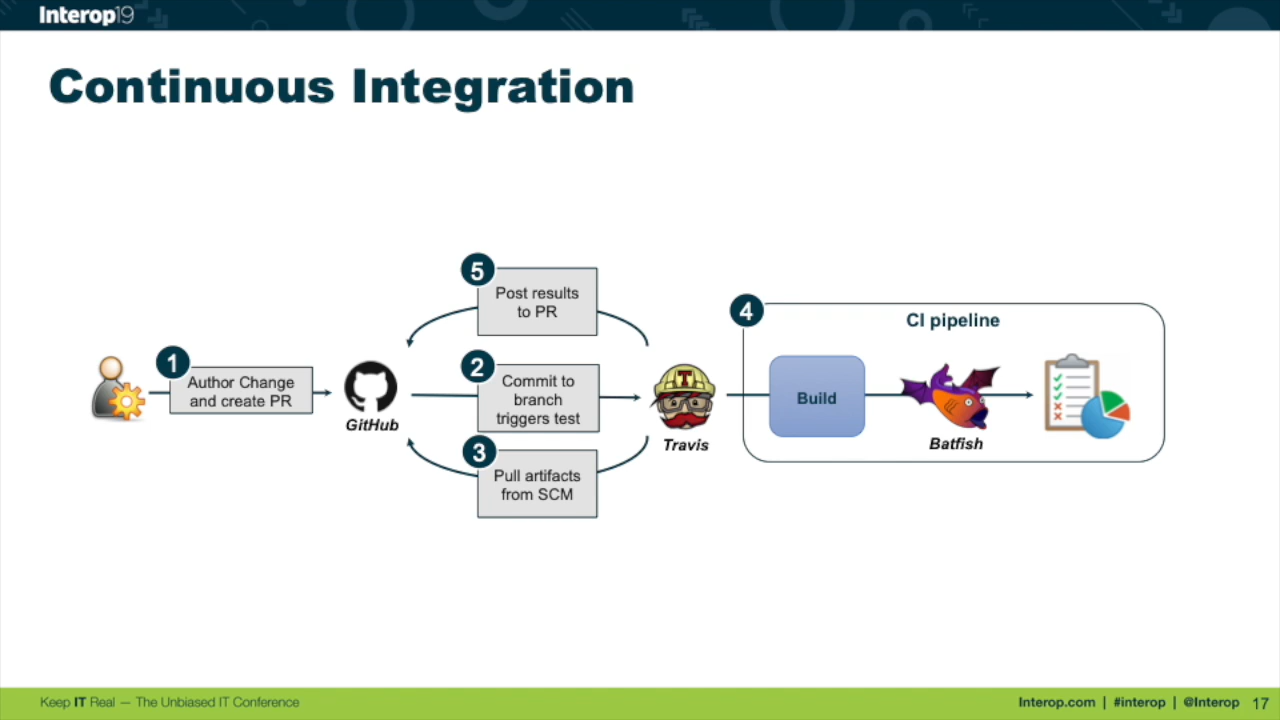 Interop19
Continuous Integration
5
Post results
to PR
4
CI pipeline
1
Author Change
and create PR
GitHub
2
Commit to
branch
triggers test
T
Travis
Build
Batfish
3
Pull artifacts
from SCM
Keep IT Real — The Unbiased IT Conference
Interop.com | #interop | @Interop 17